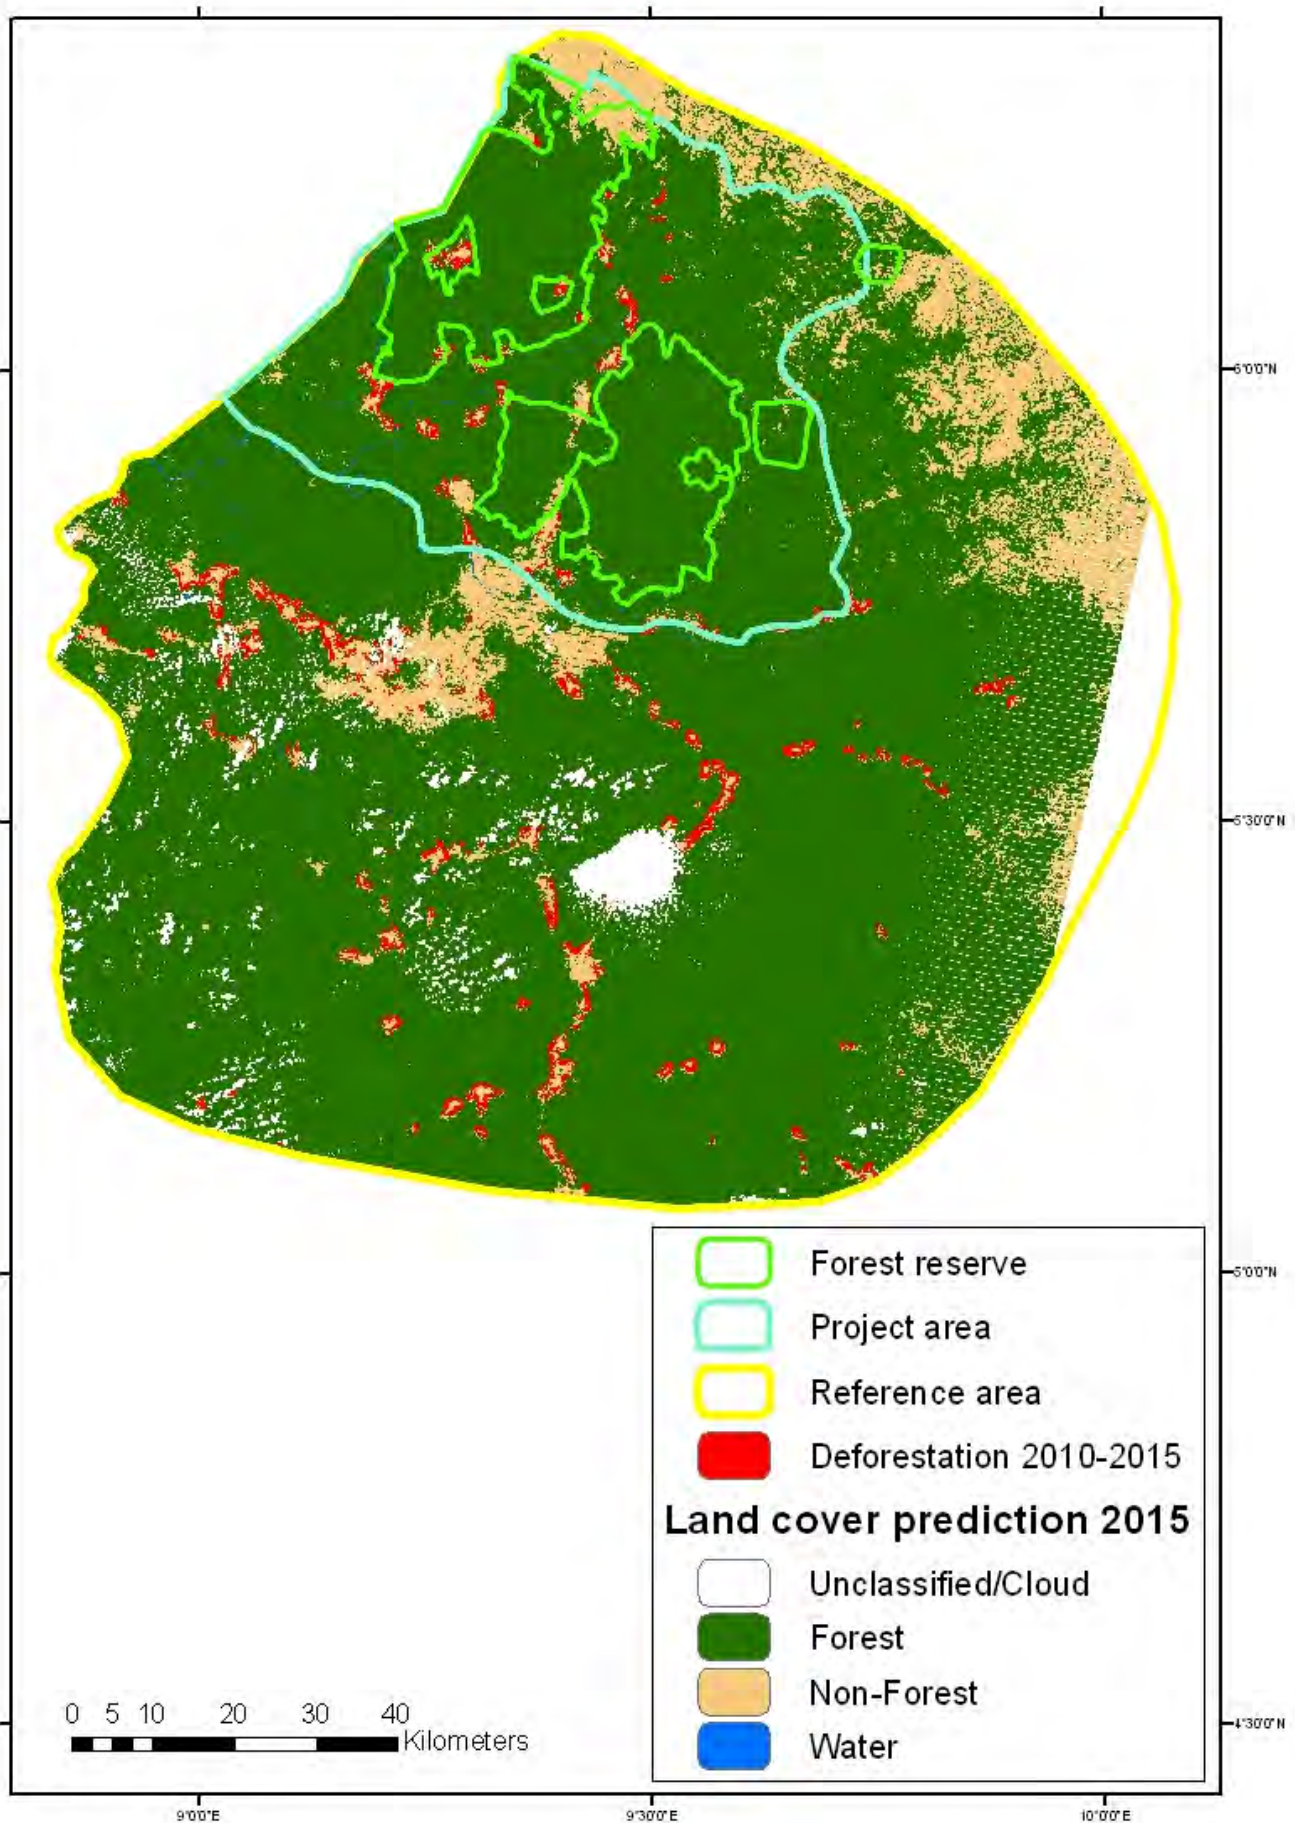 6°0'0"N
5°30'0"N
5°0'0"N
Forest reserve
Project area
Reference area
Deforestation 2010-2015
Land cover prediction 2015
Unclassified/Cloud
Forest
Non-Forest
Water
0 5 10 20 30 40
Kilometers
4°30'0"N
9°0'0"E 9°30'0"E 10°0'0"E